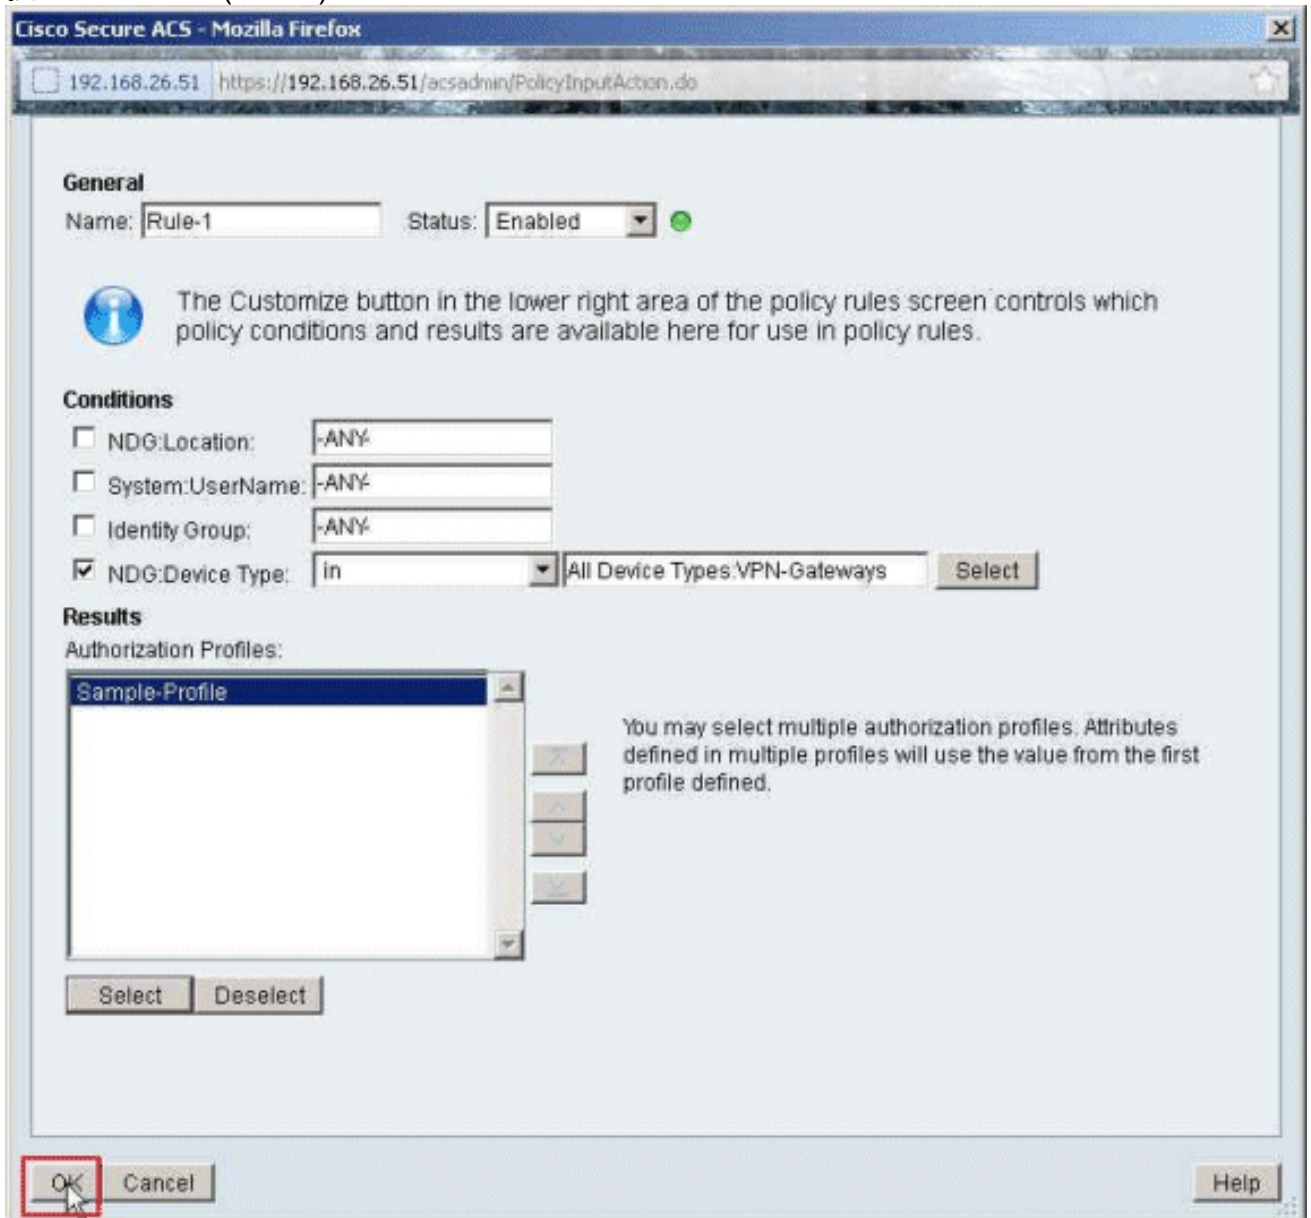 Cisco Secure ACS - Mozilla Firefox
192.168.26.51 https://192.168.26.51/acsadmin/PolicyInputAction.do
General
Name: Rule-1 Status: Enabled
The Customize button in the lower right area of the policy rules screen controls which
policy conditions and results are available here for use in policy rules.
Conditions
NDG:Location: -ANY-
System:UserName: -ANY-
Identity Group: -ANY-
NDG:Device Type: in All Device Types:VPN-Gateways Select
Results
Authorization Profiles:
Sample-Profile
You may select multiple authorization profiles. Attributes
defined in multiple profiles will use the value from the first
profile defined.
Select Deselect
OK Cancel Help